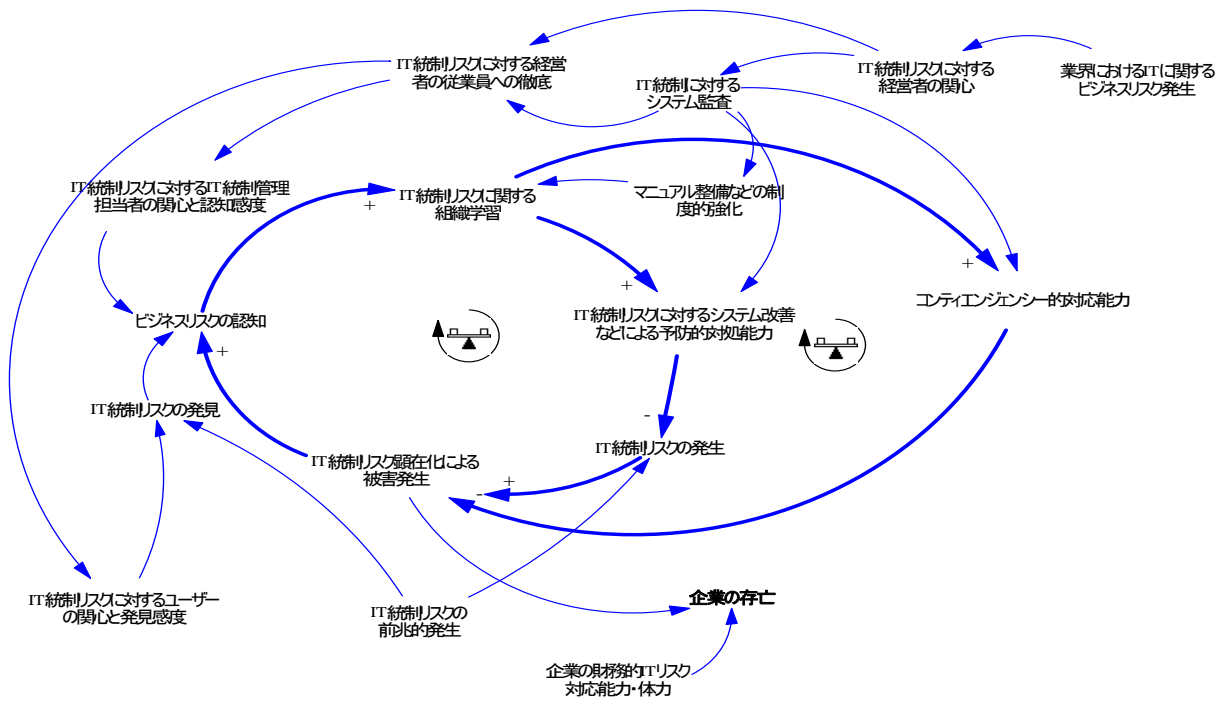 IT統制リスクに対する経営
者の従業員への徹底
IT統制に対する
システム監査
IT統制リスクに対する
経営者の関心
業界におけるITに関する
ビジネスリスク発生
IT統制リスクに対するIT統制管理
担当者の関心と認知感度
+
IT統制リスクに関する
組織学習
マニュアル整備などの制
度的強化
+
+
コンティエンジェンシー的対応能力
ビジネスリスクの認知
+
IT統制リスクに対するシステム改善
などによる予防的対処能力
IT統制リスクの発見
-
IT統制リスクの発生
IT統制リスク顕在化による
被害発生
+
-
IT統制リスクに対するユーザー
の関心と発見感度
IT統制リスクの
前兆的発生
企業の存亡
企業の財務的ITリスク
対応能力・体力